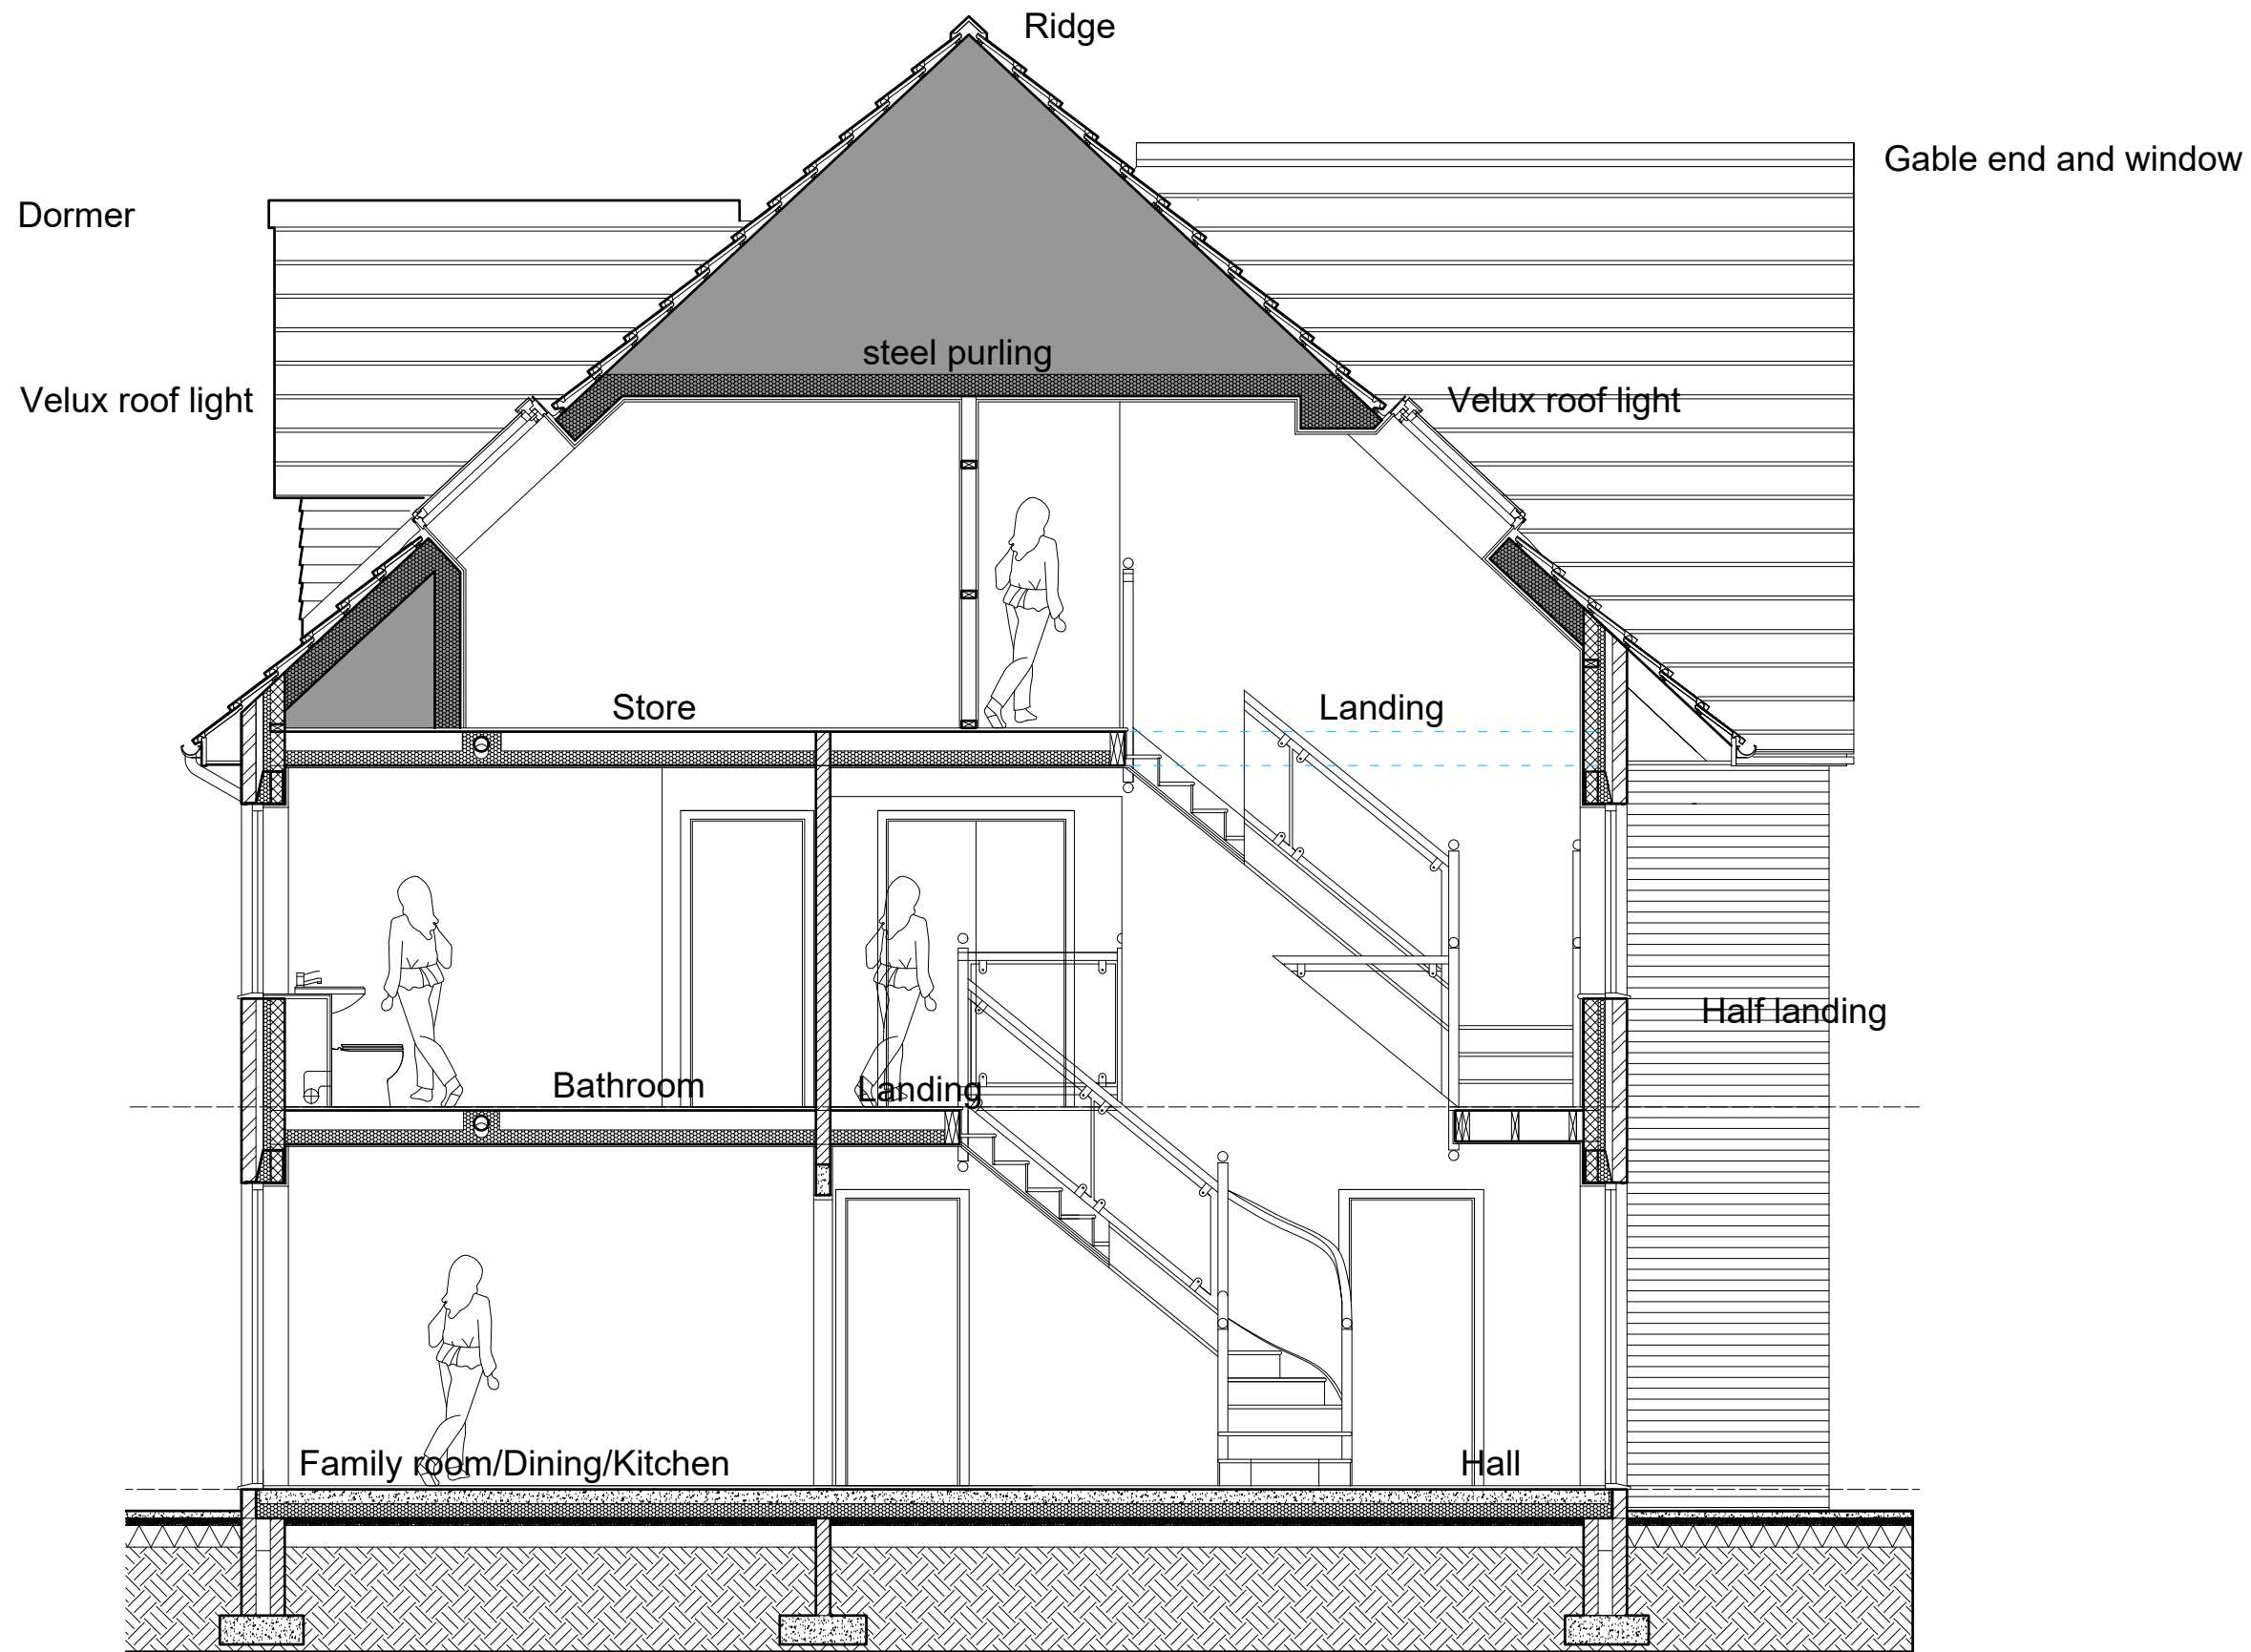 Ridge
Gable end and window
Dormer
steel purling
Velux roof light
Velux roof light
Store
Landing
Half landing
Bathroom
Landing
Family room/Dining/Kitchen
Hall